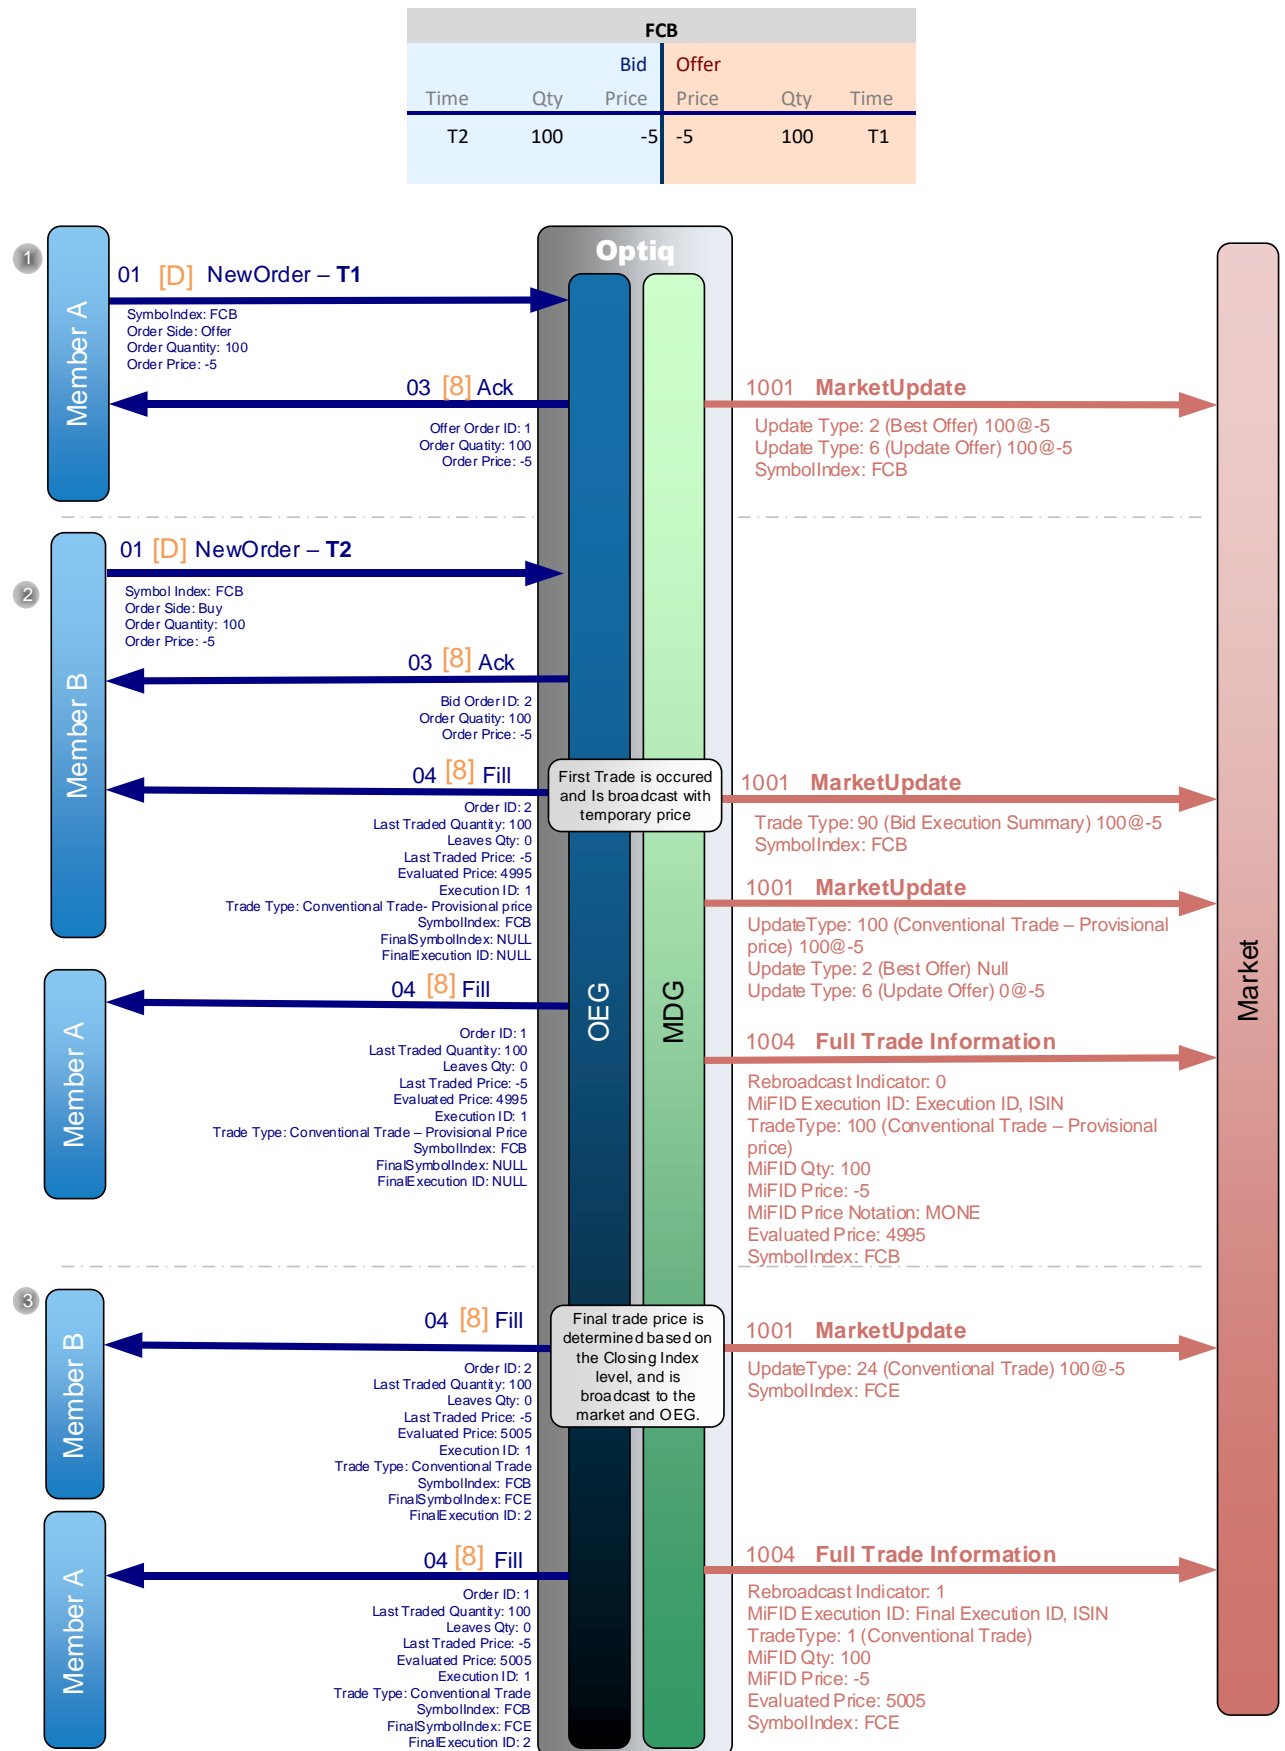 FCB
Bid Offer
Time Qty Price Price Qty Time
T2 100 -5 -5 100 T1
Optiq
1
Member A
01 [D] NewOrder – T1
SymbolIndex: FCB
Order Side: Offer
Order Quantity: 100
Order Price: -5
03 [8] Ack
Offer Order ID: 1
Order Quatity: 100
Order Price: -5
1001 MarketUpdate
Update Type: 2 (Best Offer) 100@-5
Update Type: 6 (Update Offer) 100@-5
SymbolIndex: FCB
2
Member B
01 [D] NewOrder – T2
Symbol Index: FCB
Order Side: Buy
Order Quantity: 100
Order Price: -5
03 [8] Ack
Bid Order ID: 2
Order Quatity: 100
Order Price: -5
04 [8] Fill
Order ID: 2
Last Traded Quantity: 100
Leaves Qty: 0
Last Traded Price: -5
Evaluated Price: 4995
Execution ID: 1
Trade Type: Conventional Trade- Provisional price
SymbolIndex: FCB
FinalSymbolIndex: NULL
FinalExecution ID: NULL
First Trade is occured
and Is broadcast with
temporary price
1001 MarketUpdate
Trade Type: 90 (Bid Execution Summary) 100@-5
SymbolIndex: FCB
1001 MarketUpdate
UpdateType: 100 (Conventional Trade – Provisional
price) 100@-5
Update Type: 2 (Best Offer) Null
Update Type: 6 (Update Offer) 0@-5
Member A
04 [8] Fill
Order ID: 1
Last Traded Quantity: 100
Leaves Qty: 0
Last Traded Price: -5
Evaluated Price: 4995
Execution ID: 1
Trade Type: Conventional Trade – Provisional Price
SymbolIndex: FCB
FinalSymbolIndex: NULL
FinalExecution ID: NULL
OEG
MDG
Market
1004 Full Trade Information
Rebroadcast Indicator: 0
MiFID Execution ID: Execution ID, ISIN
TradeType: 100 (Conventional Trade – Provisional
price)
MiFID Qty: 100
MiFID Price: -5
MiFID Price Notation: MONE
Evaluated Price: 4995
SymbolIndex: FCB
3
Member B
04 [8] Fill
Order ID: 2
Last Traded Quantity: 100
Leaves Qty: 0
Last Traded Price: -5
Evaluated Price: 5005
Execution ID: 1
Trade Type: Conventional Trade
SymbolIndex: FCB
FinalSymbolIndex: FCE
FinalExecution ID: 2
Final trade price is
determined based on
the Closing Index
level, and is
broadcast to the
market and OEG.
1001 MarketUpdate
UpdateType: 24 (Conventional Trade) 100@-5
SymbolIndex: FCE
Member A
04 [8] Fill
Order ID: 1
Last Traded Quantity: 100
Leaves Qty: 0
Last Traded Price: -5
Evaluated Price: 5005
Execution ID: 1
Trade Type: Conventional Trade
SymbolIndex: FCB
FinalSymbolIndex: FCE
FinalExecution ID: 2
1004 Full Trade Information
Rebroadcast Indicator: 1
MiFID Execution ID: Final Execution ID, ISIN
TradeType: 1 (Conventional Trade)
MiFID Qty: 100
MiFID Price: -5
Evaluated Price: 5005
SymbolIndex: FCE